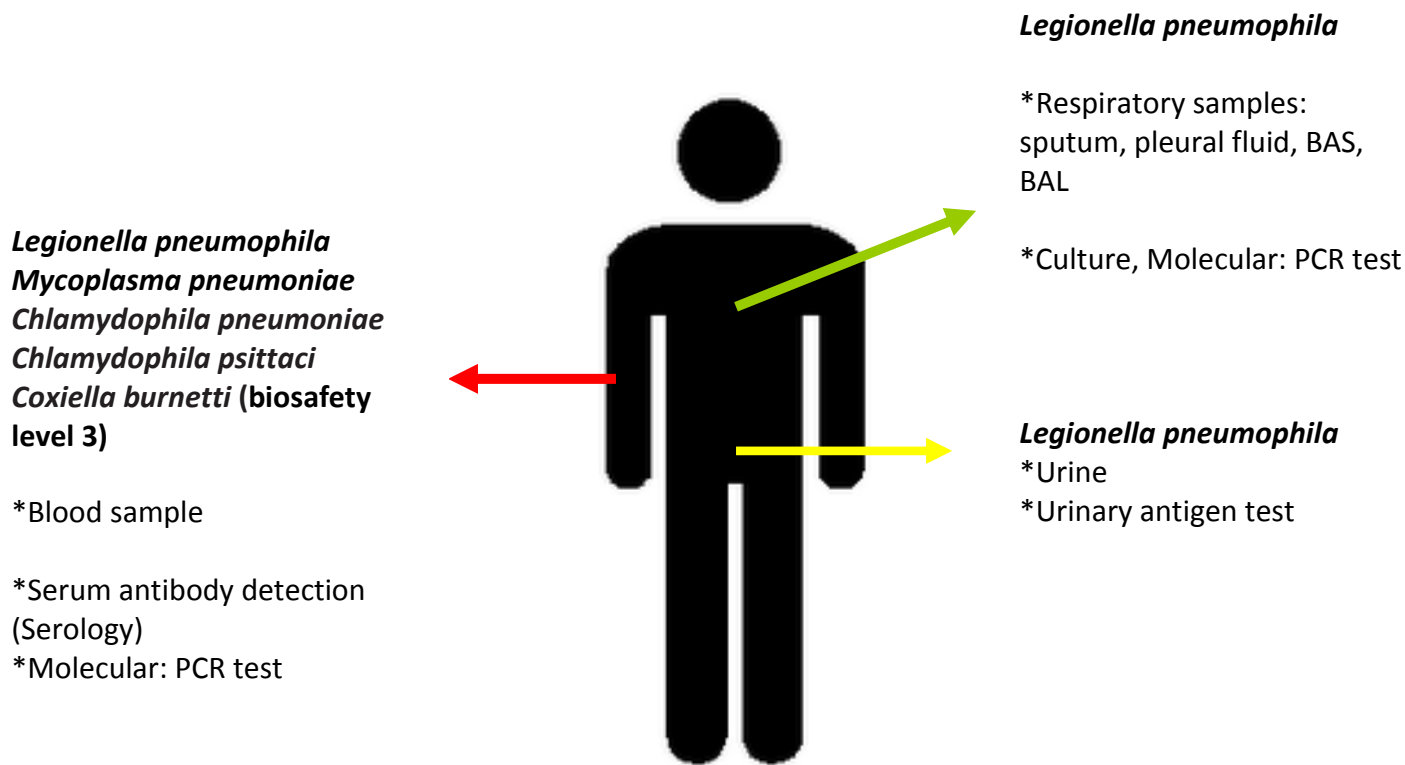 Legionella pneumophila
Mycoplasma pneumoniae
Chlamydophila pneumoniae
Chlamydophila psittaci
Coxiella burnetti (biosafety
level 3)
*Blood sample
*Serum antibody detection
(Serology)
*Molecular: PCR test
Legionella pneumophila
*Respiratory samples:
sputum, pleural fluid, BAS,
BAL
*Culture, Molecular: PCR test
Legionella pneumophila
*Urine
*Urinary antigen test